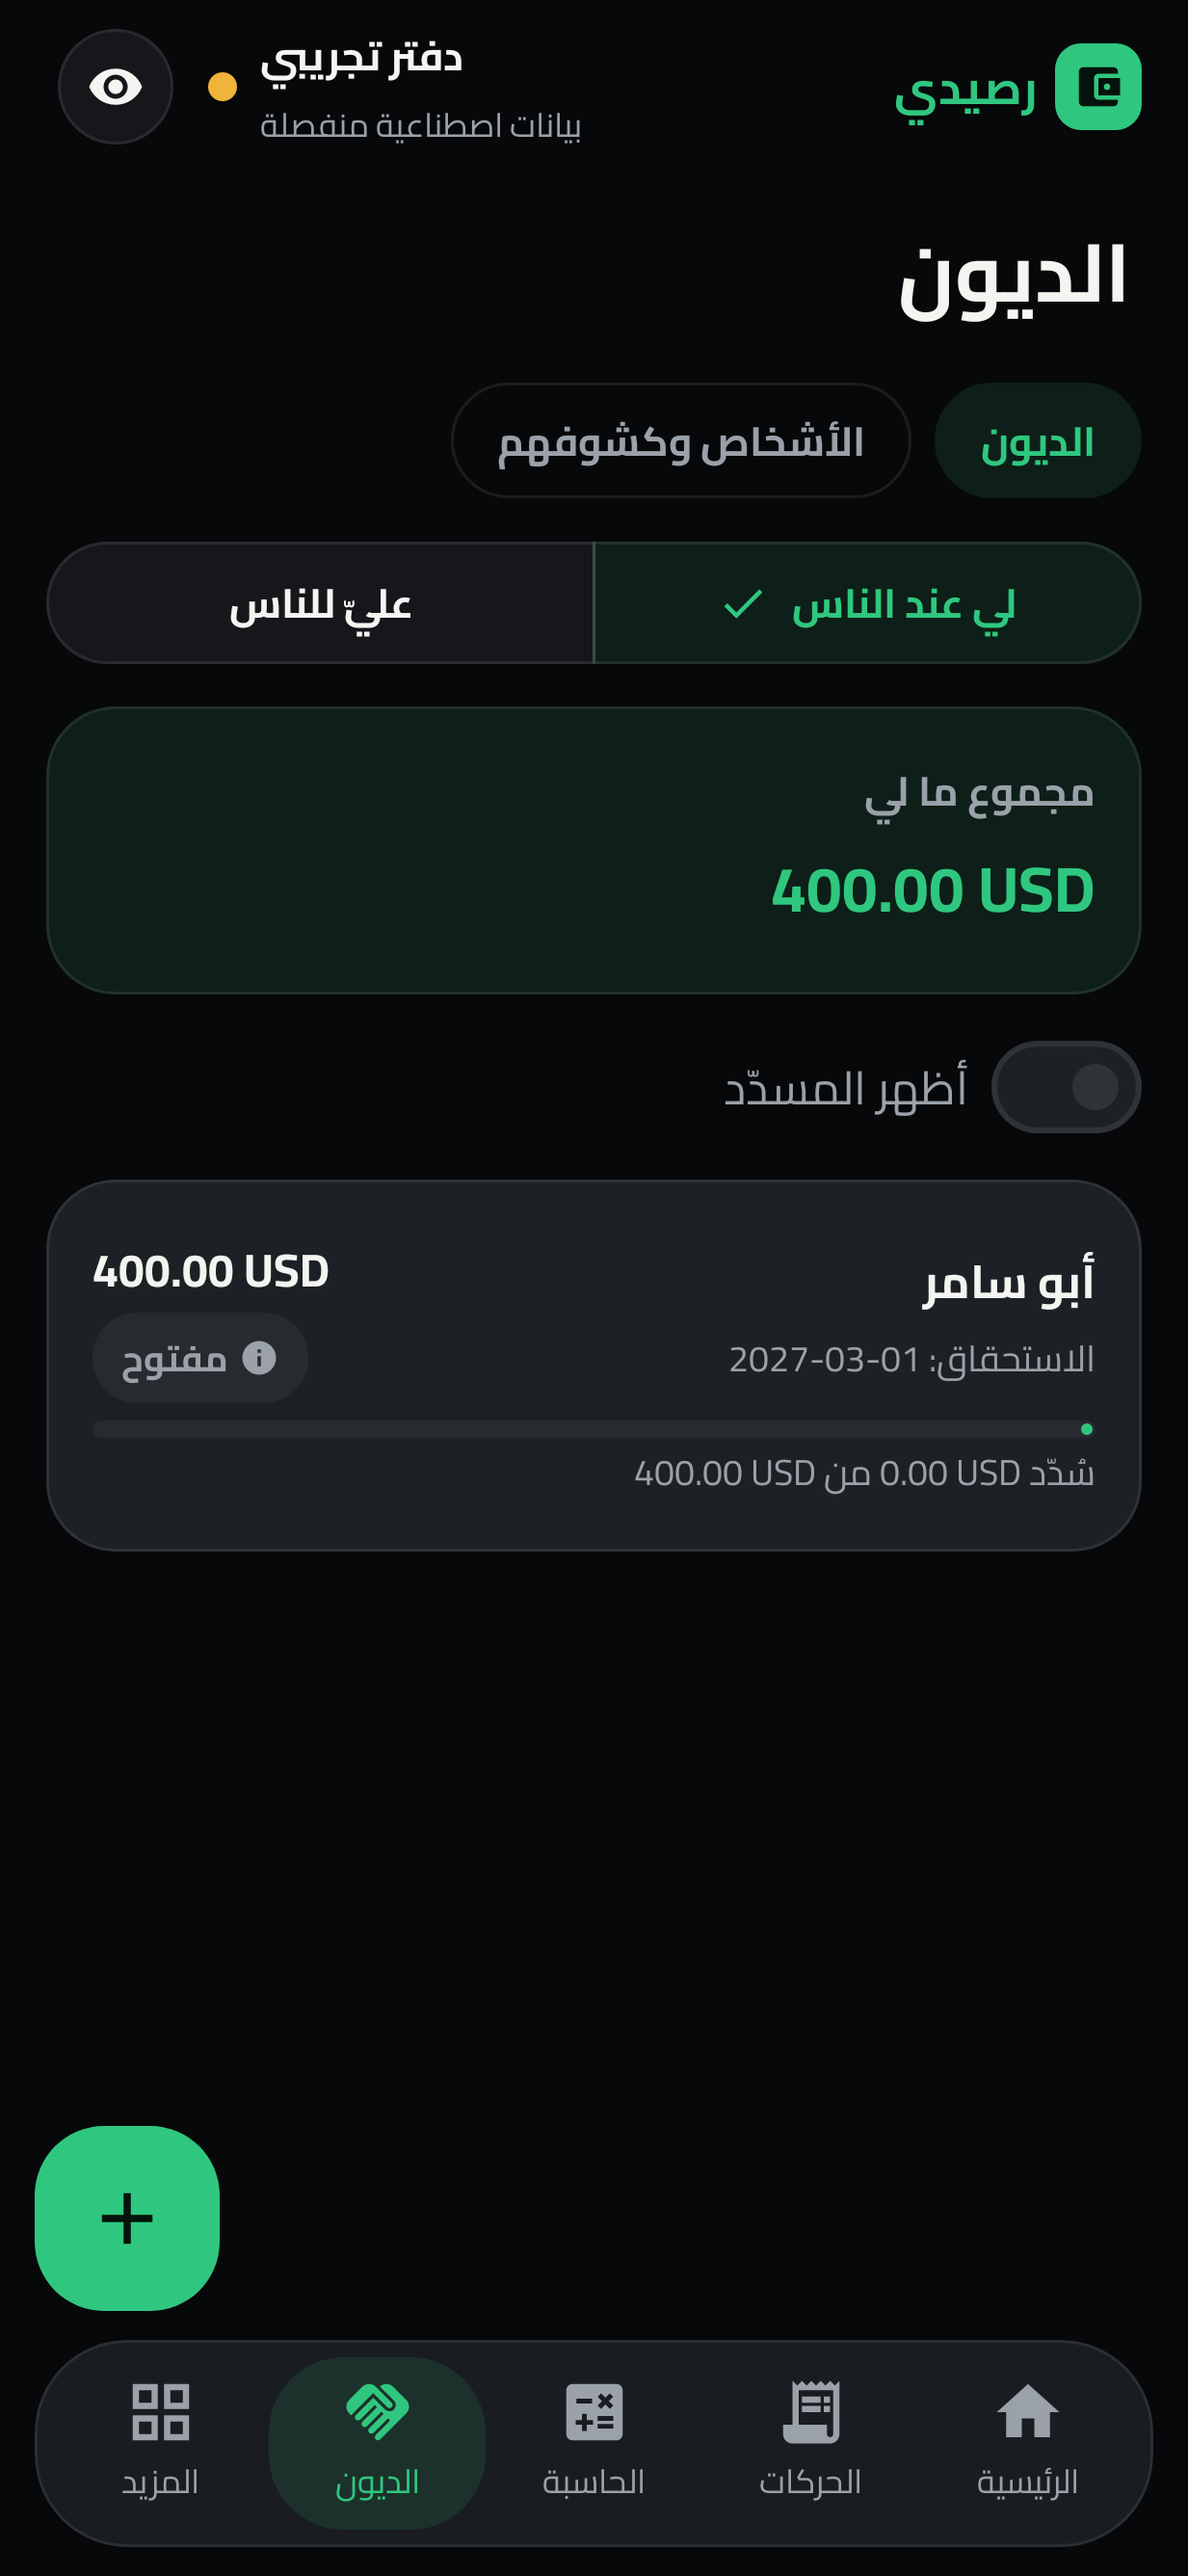 رصيدي
دفتر تجريبي
بيانات اصطناعية منفصلة
الديون
الديون
الأشخاص وكشوفهم
لي عند الناس
عليّ للناس
مجموع ما لي
400.00 USD
أظهر المسدّد
أبو سامر
400.00 USD
الاستحقاق: 2027-03-01
مفتوح
سُدّد 0.00 USD من 400.00 USD
الرئيسية
الحركات
الحاسبة
الديون
المزيد